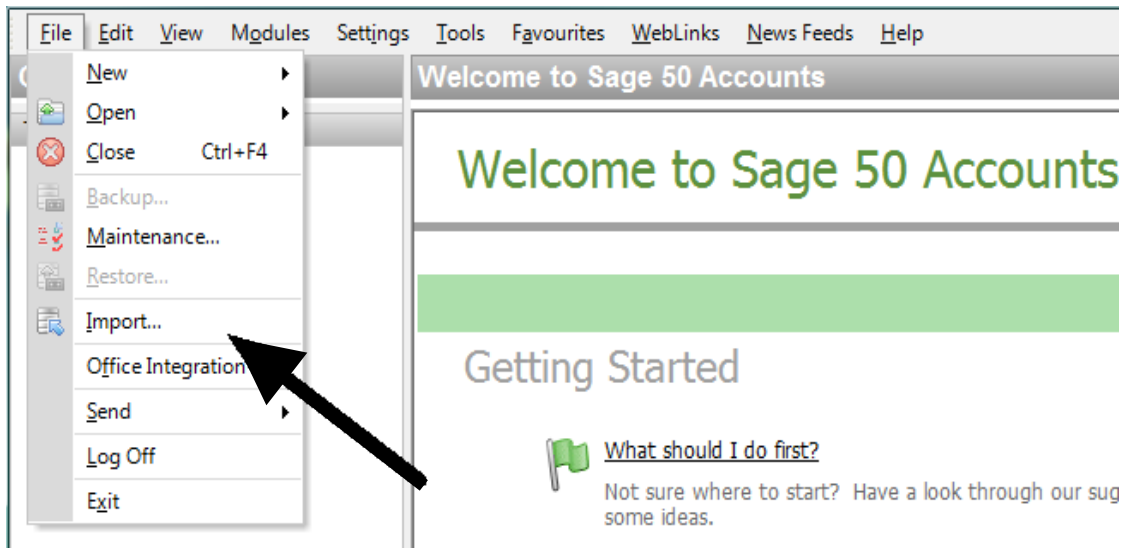 File Edit View Modules Settings Tools Favourites WebLinks News Feeds Help
New
Open
Close Ctrl+F4
Backup...
Maintenance...
Restore...
Import...
Office Integration
Send
Log Off
Exit
Welcome to Sage 50 Accounts
Welcome to Sage 50 Accounts
Getting Started
What should I do first?
Not sure where to start? Have a look through our sug
some ideas.